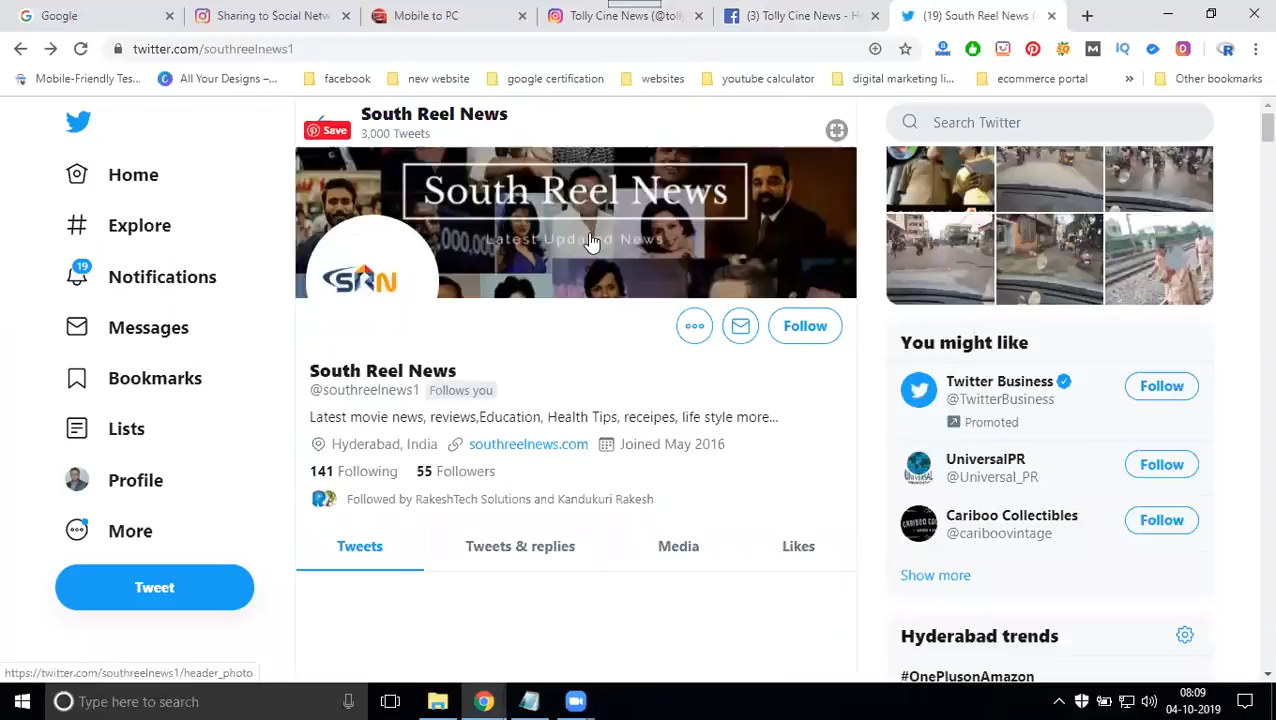 Google
Sharing to Social Netw
Mobile to PC
Tolly Cine News (@tolly
(3) Tolly Cine News - Ho
(19) South Reel News (
twitter.com/southreelnews1
Mobile-Friendly Tes...
All Your Designs –...
facebook
new website
google certification
websites
youtube calculator
digital marketing li...
ecommerce portal
»
Other bookmarks
Save
South Reel News
3,000 Tweets
Search Twitter
Home
Explore
19
Notifications
Messages
Bookmarks
Lists
Profile
More
Tweet
South Reel News
Latest Updated News
,000,
SRN
Follow
South Reel News
@southreelnews1 Follows you
Latest movie news, reviews,Education, Health Tips, receipes, life style more...
Hyderabad, India southreelnews.com Joined May 2016
141 Following 55 Followers
Followed by RakeshTech Solutions and Kandukuri Rakesh
Tweets
Tweets & replies
Media
Likes
You might like
Twitter Business
@TwitterBusiness
Promoted
Follow
UniversalPR
@Universal_PR
Follow
Cariboo Collectibles
@cariboovintage
Follow
Show more
Hyderabad trends
#OnePlusonAmazon
https://twitter.com/southreelnews1/header_photo
Type here to search
08:09
04-10-2019